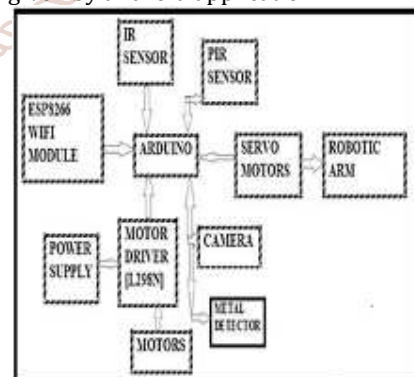 IR
SENSOR
PIR
SENSOR
ESP8266
WIFI
MODULE
ARDUINO
SERVO
MOTORS
ROBOTIC
ARM
POWER
SUPPLY
MOTOR
DRIVER
[L298N]
CAMERA
METAL
DETECTOR
MOTORS